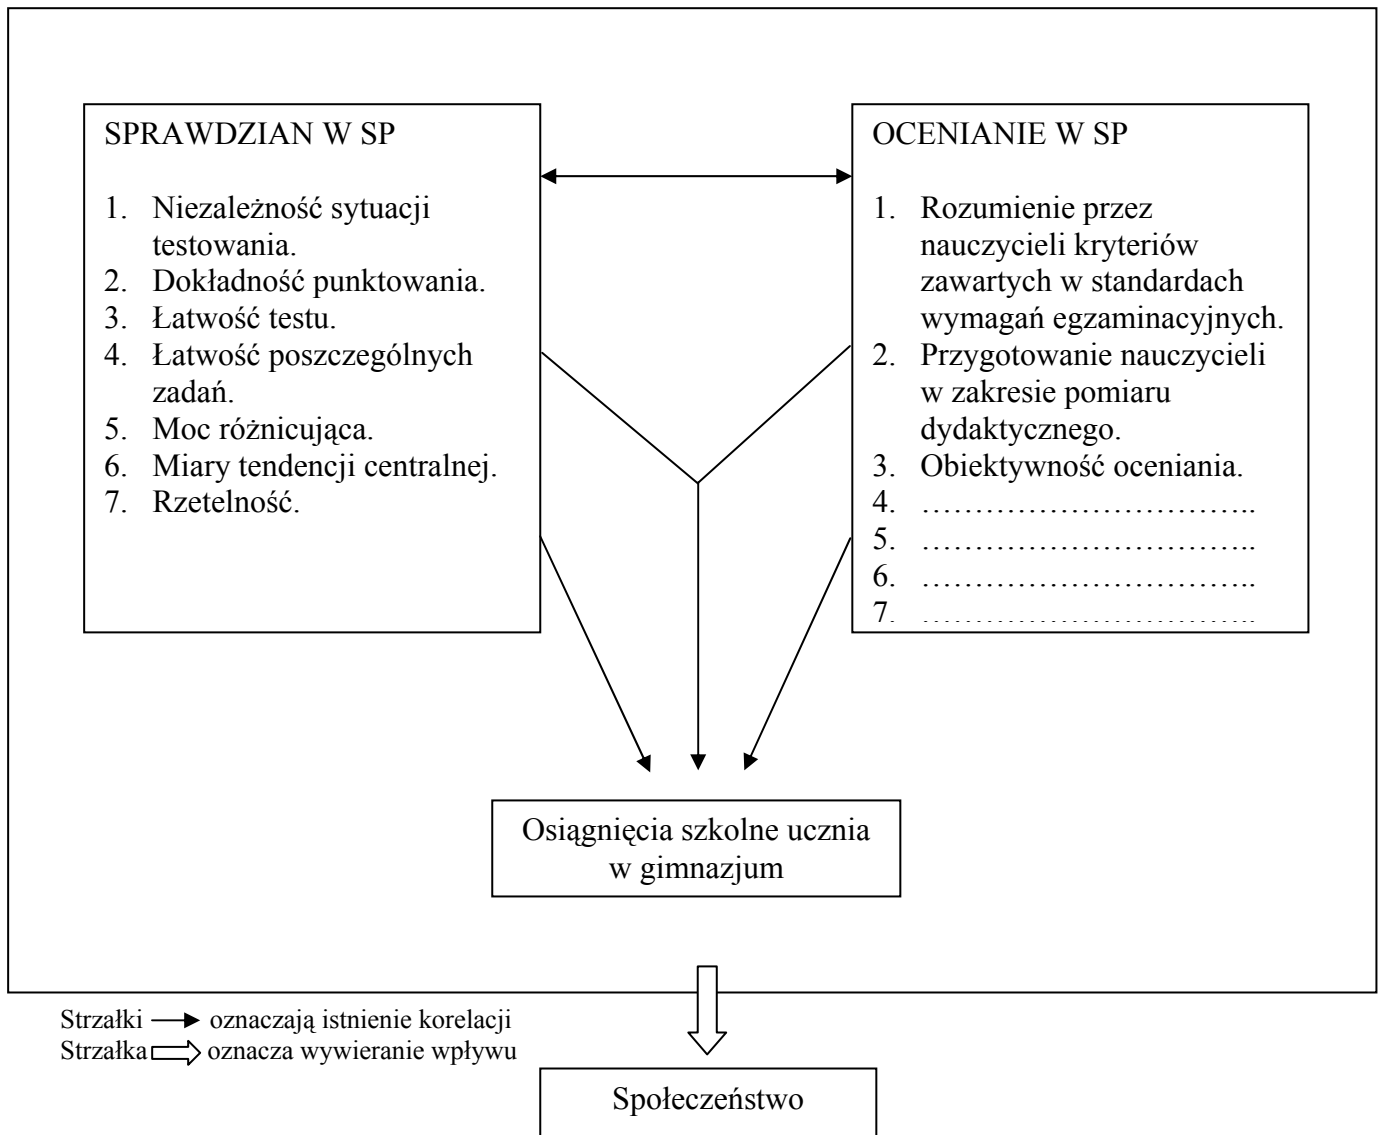 SPRAWDZIAN W SP
1. Niezależność sytuacji
testowania.
2. Dokładność punktowania.
3. Łatwość testu.
4. Łatwość poszczególnych
zadań.
5. Moc różnicująca.
6. Miary tendencji centralnej.
7. Rzetelność.
OCENIANIE W SP
1. Rozumienie przez
nauczycieli kryteriów
zawartych w standardach
wymagań egzaminacyjnych.
2. Przygotowanie nauczycieli
w zakresie pomiaru
dydaktycznego.
3. Obiektywność oceniania.
4. …………………………..
5. …………………………..
6. …………………………..
7. …………………………..
Osiągnięcia szkolne ucznia
w gimnazjum
Strzałki oznaczają istnienie korelacji
Strzałka oznacza wywieranie wpływu
Społeczeństwo